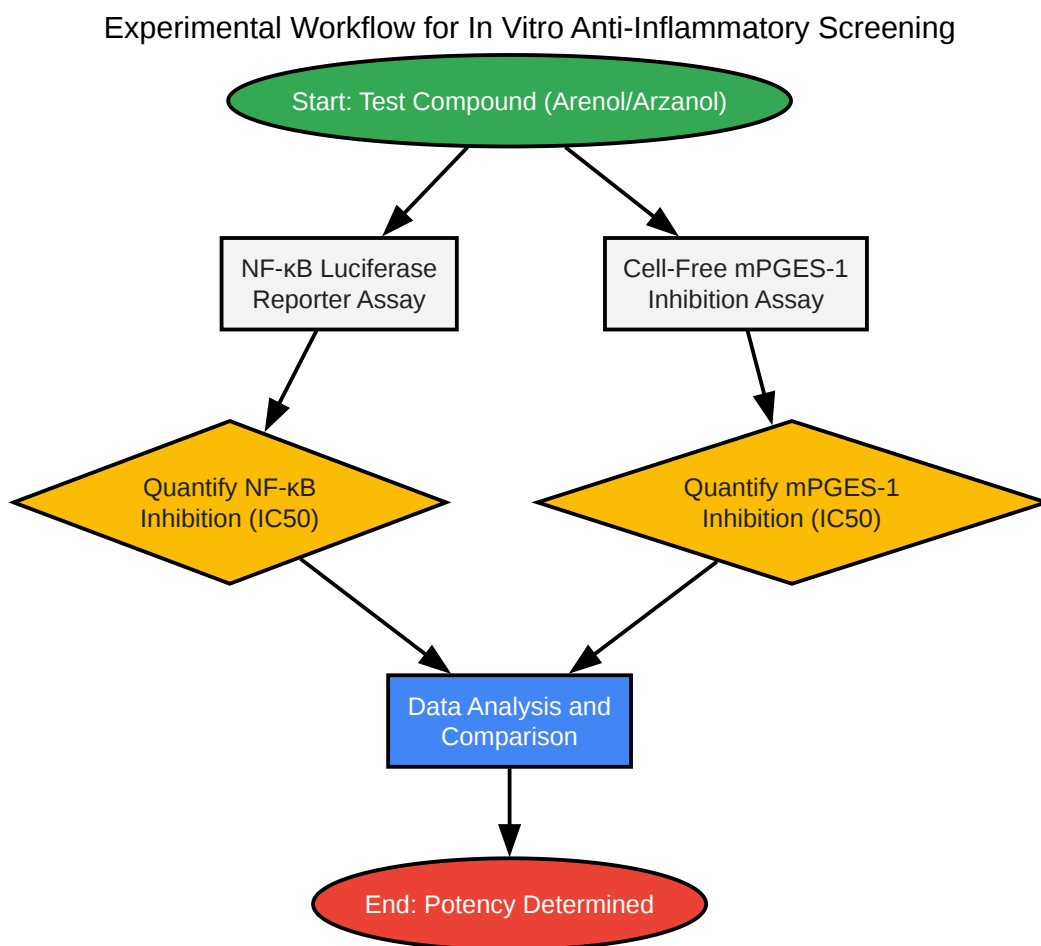 Experimental Workflow for In Vitro Anti-Inflammatory Screening
Start: Test Compound (Arenol/Arzanol)
NF-κB Luciferase
Reporter Assay
Cell-Free mPGES-1
Inhibition Assay
Quantify NF-κB
Inhibition (IC50)
Quantify mPGES-1
Inhibition (IC50)
Data Analysis and
Comparison
End: Potency Determined